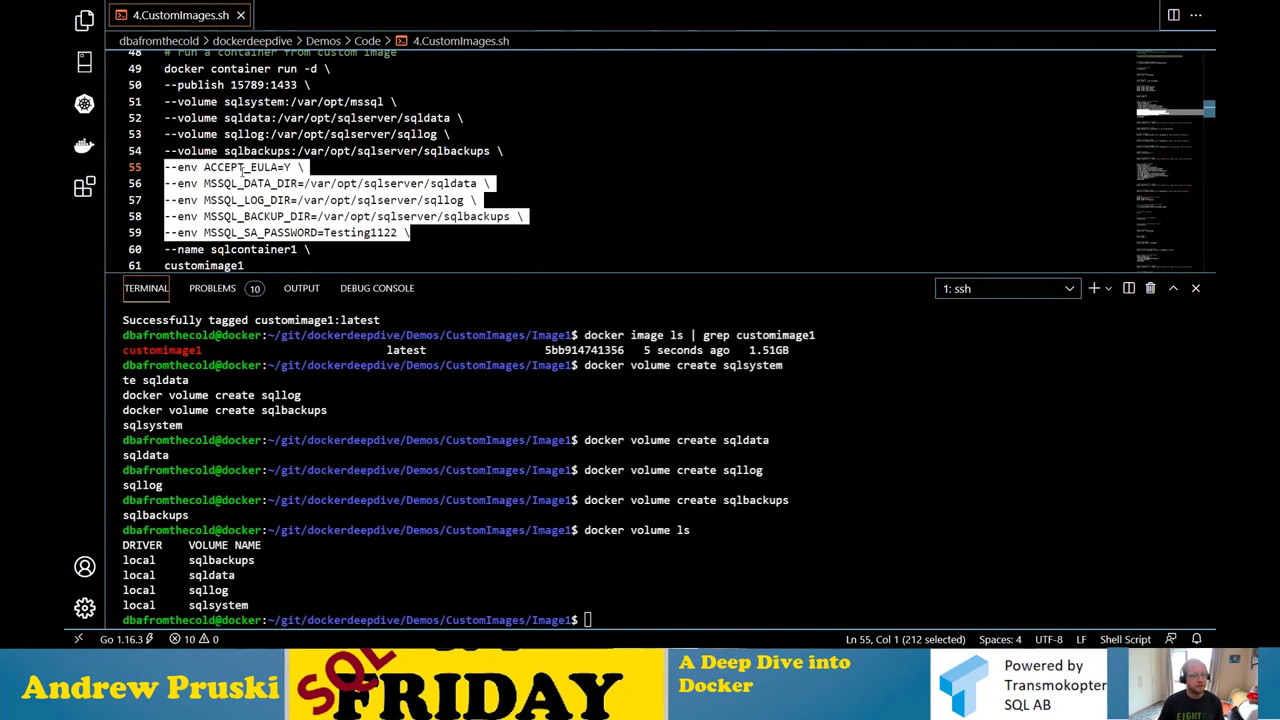 4.CustomImages.sh
dbafromthecold > dockerdeepdive > Demos > Code > 4.CustomImages.sh
48 # run a container from custom image
49 docker container run -d \
50 --publish 15789:1433 \
51 --volume sqlsystem:/var/opt/mssql \
52 --volume sqldata:/var/opt/sqlserver/sqldata \
53 --volume sqllog:/var/opt/sqlserver/sqllog \
54 --volume sqlbackups:/var/opt/sqlserver/sqlbackups \
55 --env ACCEPT_EULA=Y \
56 --env MSSQL_DATA_DIR=/var/opt/sqlserver/sqldata \
57 --env MSSQL_LOG_DIR=/var/opt/sqlserver/sqllog \
58 --env MSSQL_BACKUP_DIR=/var/opt/sqlserver/sqlbackups \
59 --env MSSQL_SA_PASSWORD=Testing1122 \
60 --name sqlcontainer1 \
61 customimage1
TERMINAL PROBLEMS 10 OUTPUT DEBUG CONSOLE 1: ssh
Successfully tagged customimage1:latest
dbafromthecold@docker:~/git/dockerdeepdive/Demos/CustomImages/Image1$ docker image ls | grep customimage1
customimage1 latest 5bb914741356 5 seconds ago 1.51GB
dbafromthecold@docker:~/git/dockerdeepdive/Demos/CustomImages/Image1$ docker volume create sqlsystem
te sqldata
docker volume create sqllog
docker volume create sqlbackups
sqlsystem
dbafromthecold@docker:~/git/dockerdeepdive/Demos/CustomImages/Image1$ docker volume create sqldata
sqldata
dbafromthecold@docker:~/git/dockerdeepdive/Demos/CustomImages/Image1$ docker volume create sqllog
sqllog
dbafromthecold@docker:~/git/dockerdeepdive/Demos/CustomImages/Image1$ docker volume create sqlbackups
sqlbackups
dbafromthecold@docker:~/git/dockerdeepdive/Demos/CustomImages/Image1$ docker volume ls
DRIVER VOLUME NAME
local sqlbackups
local sqldata
local sqllog
local sqlsystem
dbafromthecold@docker:~/git/dockerdeepdive/Demos/CustomImages/Image1$
Go 1.16.3 10 0 Ln 55, Col 1 (212 selected) Spaces: 4 UTF-8 LF Shell Script
Andrew Pruski
SQL
FRIDAY
A Deep Dive into
Docker
Powered by
Transmokopter
SQL AB